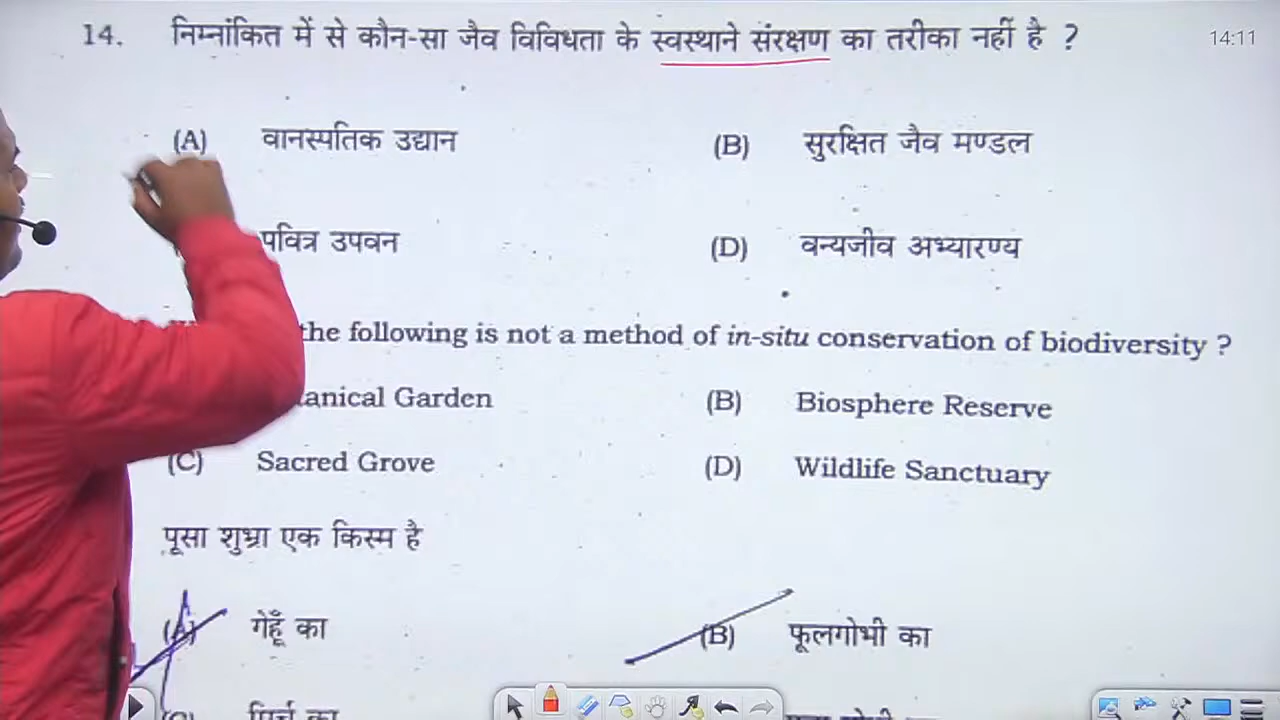 14. निम्नांकित में से कौन-सा जैव विविधता के स्वस्थाने संरक्षण का तरीका नहीं है ?
14:11
(A) वानस्पतिक उद्यान (B) सुरक्षित जैव मण्डल
पवित्र उपवन (D) वन्यजीव अभ्यारण्य
the following is not a method of in-situ conservation of biodiversity ?
anical Garden (B) Biosphere Reserve
(C) Sacred Grove (D) Wildlife Sanctuary
पूसा शुभ्रा एक किस्म है
(A) गेहूँ का (B) फूलगोभी का